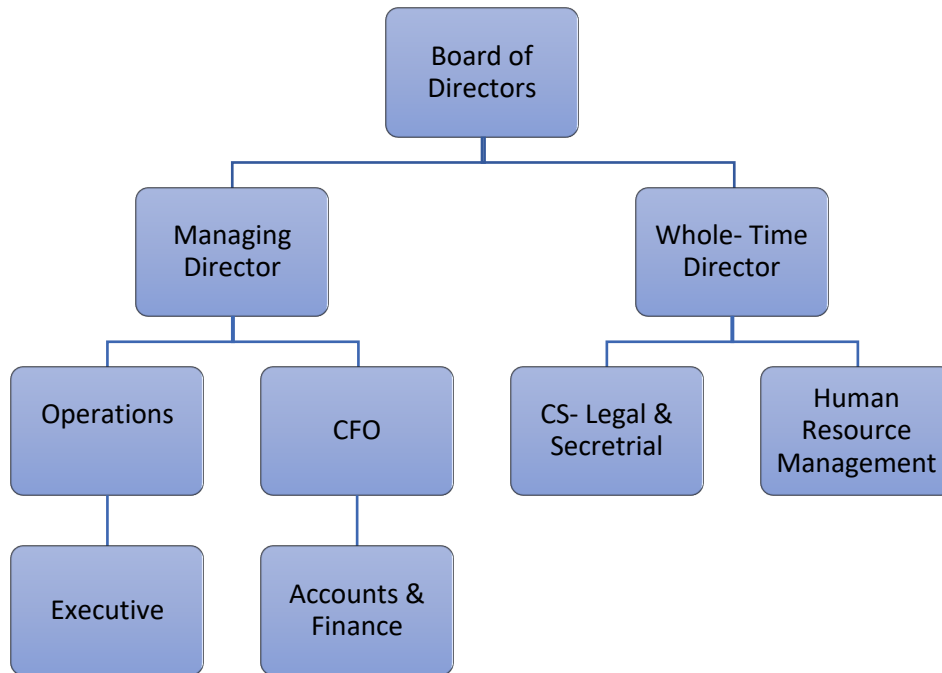 Board of
Directors
Managing
Director
Whole- Time
Director
Operations
CFO
CS- Legal &
Secretrial
Human
Resource
Management
Executive
Accounts &
Finance